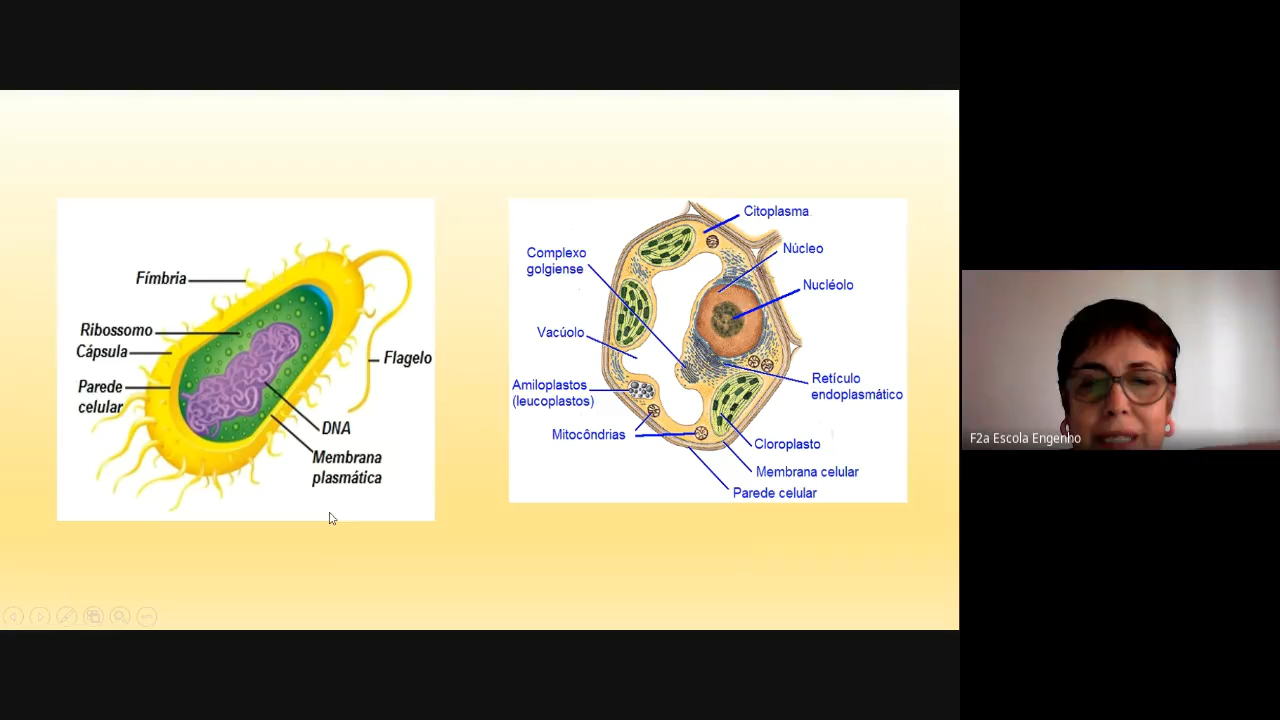 Fímbria
Ribossomo
Cápsula
Parede
celular
Flagelo
DNA
Membrana
plasmática
Citoplasma
Complexo
golgiense
Núcleo
Nucléolo
Vacúolo
Amiloplastos
(leucoplastos)
Retículo
endoplasmático
Mitocôndrias
Cloroplasto
Membrana celular
Parede celular
F2a Escola Engenho